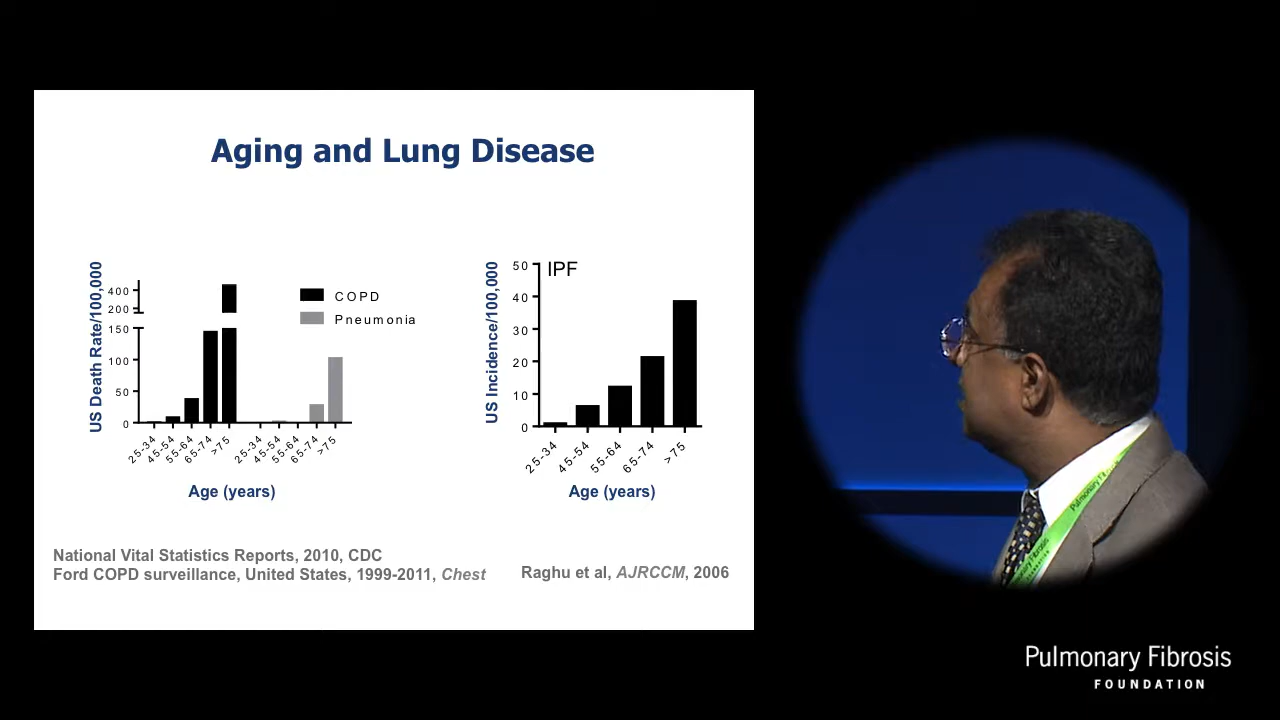 Aging and Lung Disease
US Death Rate/100,000
400
200
150
100
50
0
COPD
Pneumonia
25-34
45-54
55-64
65-74
>75
25-34
45-54
55-64
65-74
>75
Age (years)
US Incidence/100,000
IPF
50
40
30
20
10
0
25-34
45-54
55-64
65-74
>75
Age (years)
National Vital Statistics Reports, 2010, CDC
Ford COPD surveillance, United States, 1999-2011, Chest
Raghu et al, AJRCCM, 2006
Pulmonary Fibrosis
Pulmonary Fibrosis
FOUNDATION